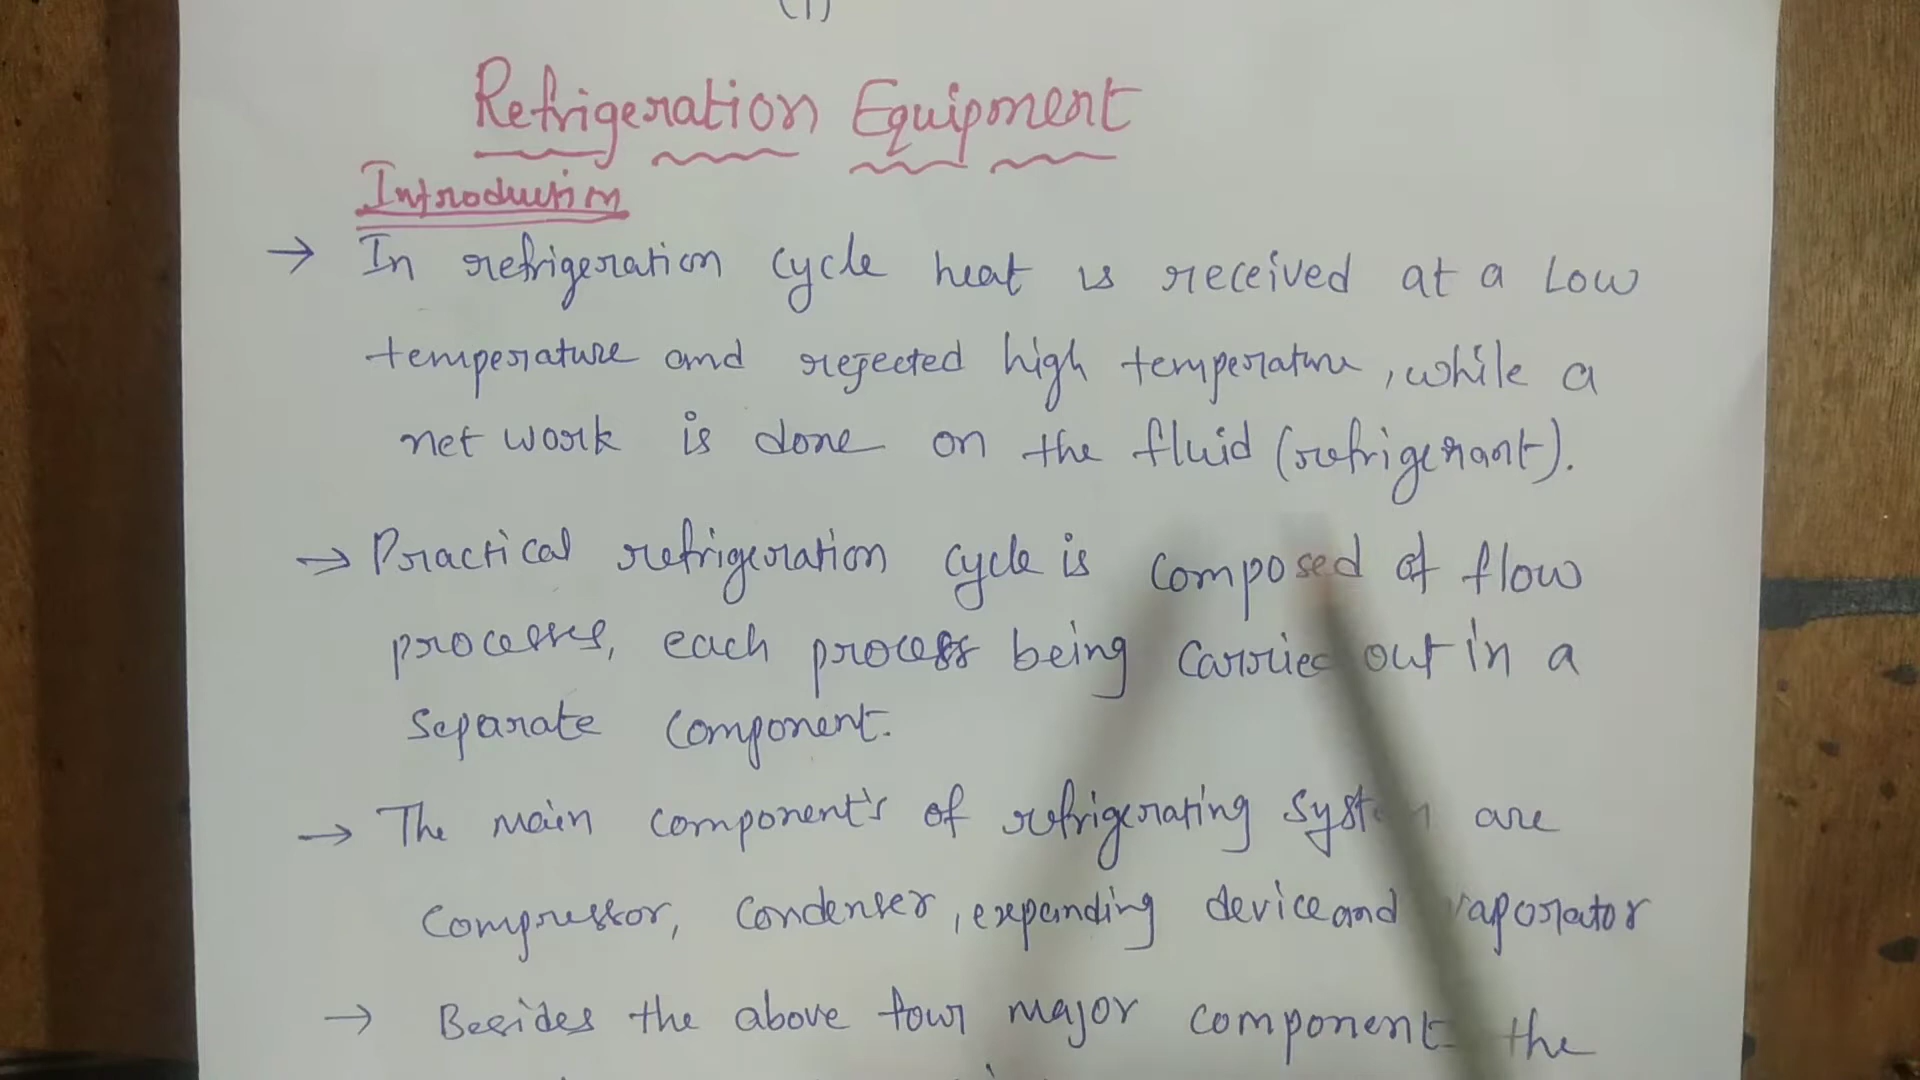 (1)
Refrigeration Equipment
Introduction
→ In refrigeration cycle heat is received at a Low
temperature and rejected high temperature, while a
net work is done on the fluid (refrigerant).
→ Practical refrigeration cycle is composed of flow
processes, each process being carried out in a
separate component.
→ The main component's of refrigerating system are
Compressor, Condenser, expanding device and vaporator
→ Besides the above four major component the